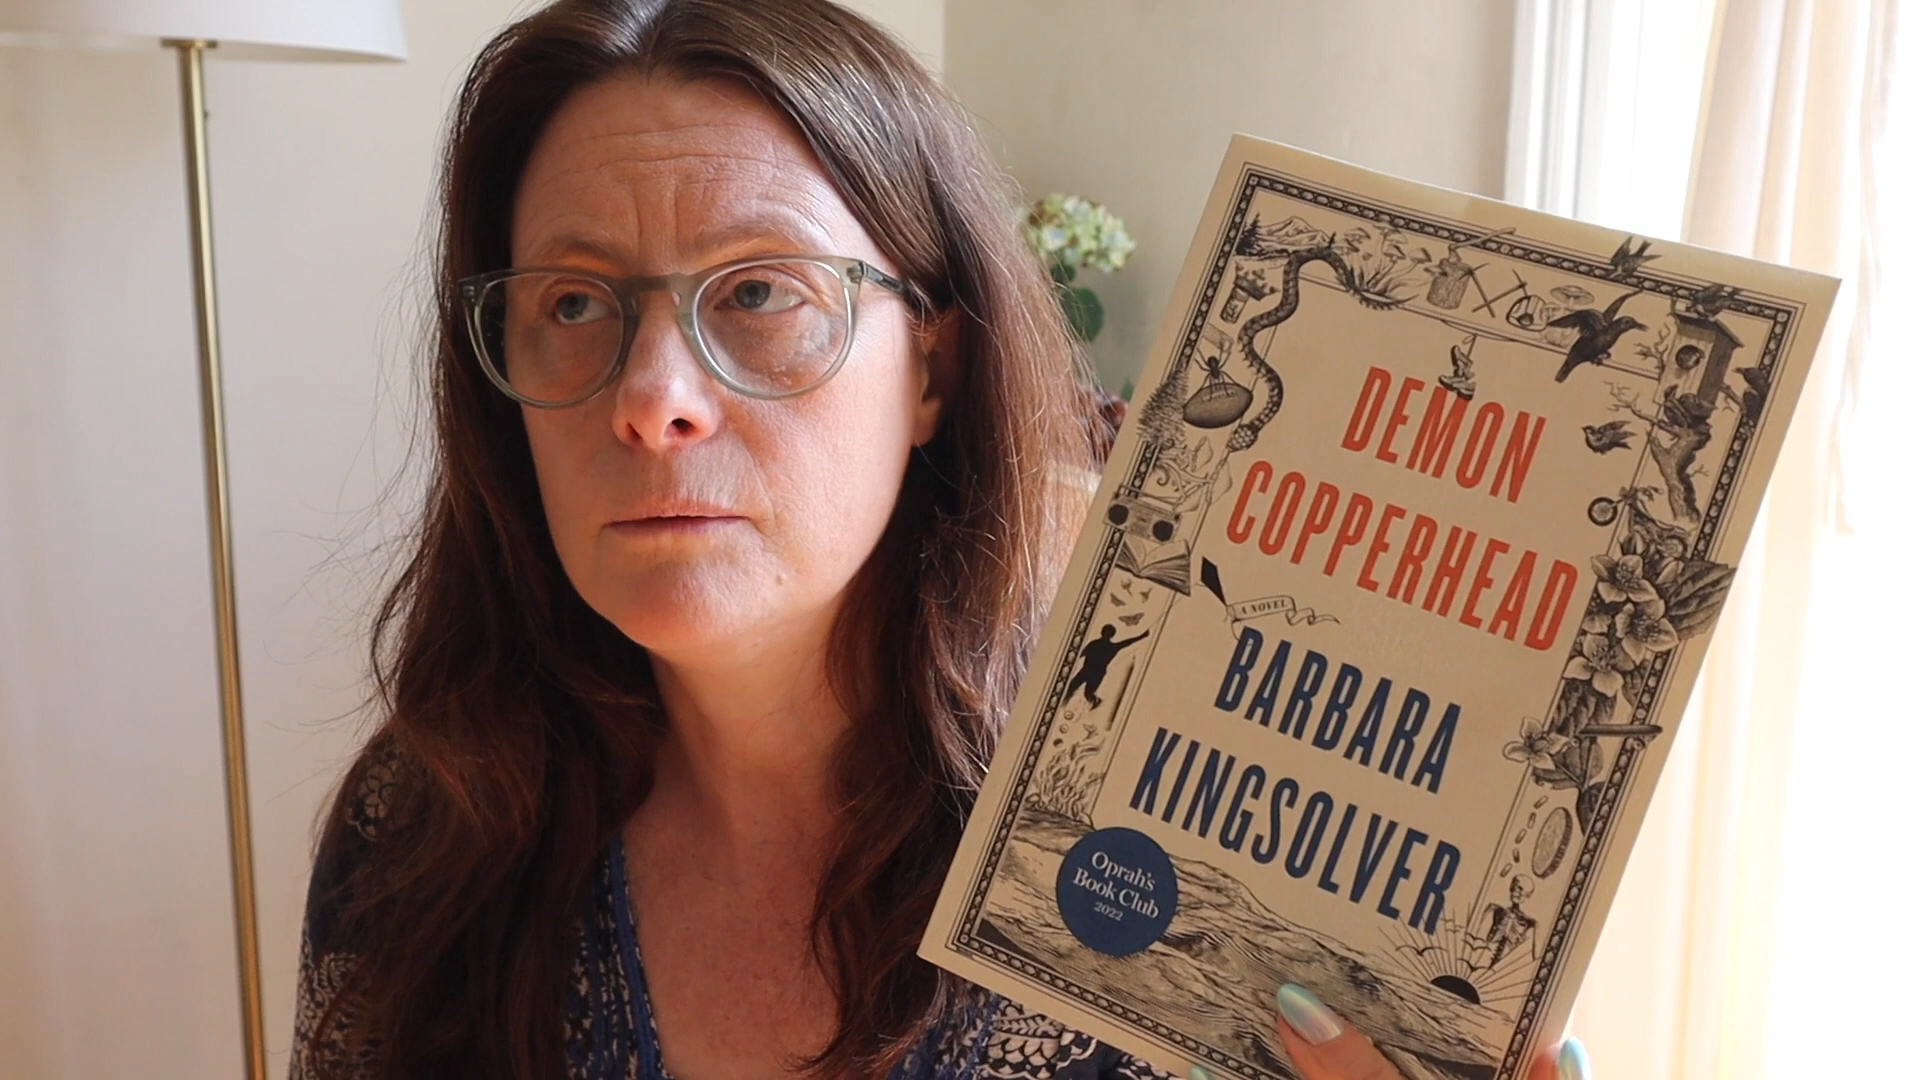 DEMON
COPPERHEAD
A NOVEL
BARBARA
KINGSOLVER
Oprah's
Book Club
2022